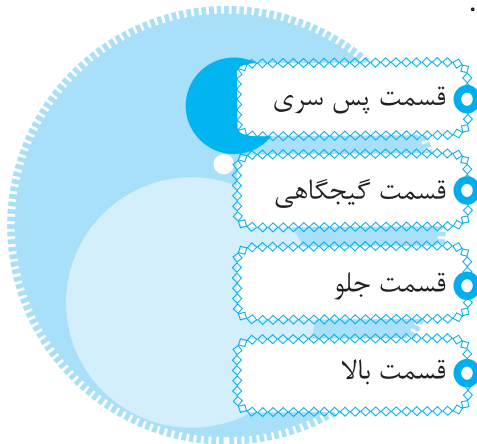 .
قسمت پس سری
قسمت گیجگاهی
قسمت جلو
قسمت بالا